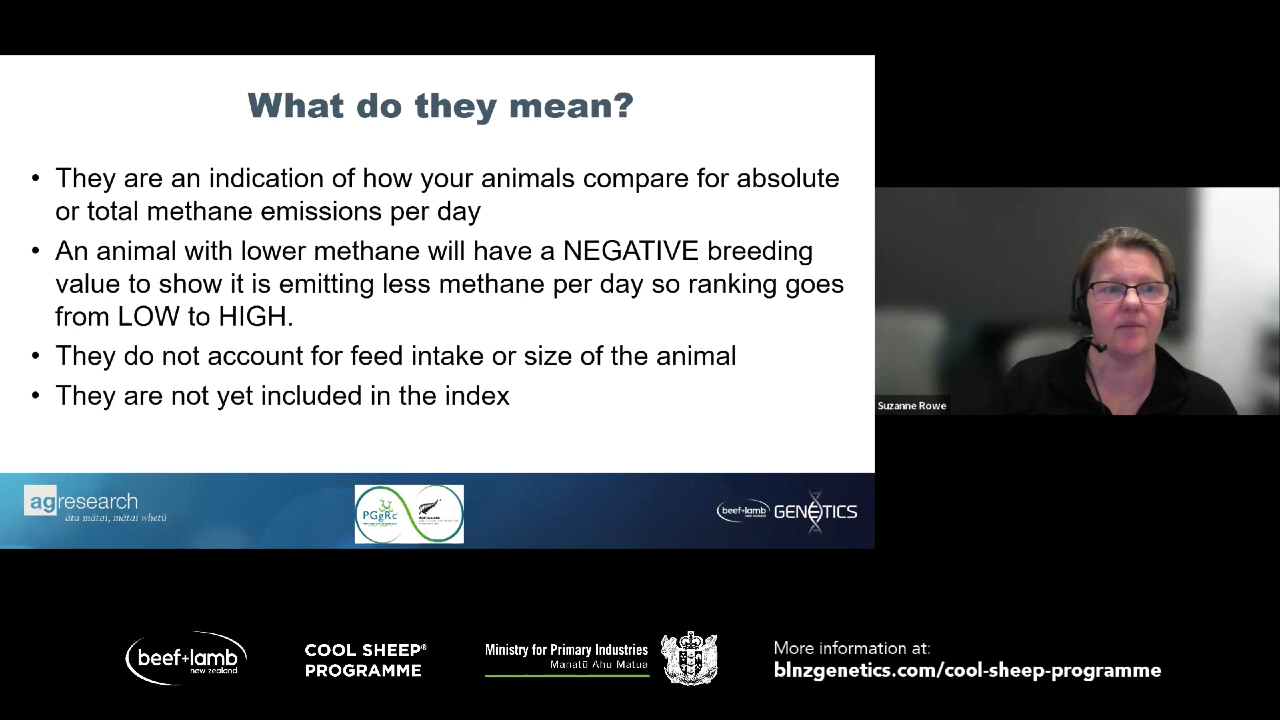 What do they mean?
• They are an indication of how your animals compare for absolute
or total methane emissions per day
• An animal with lower methane will have a NEGATIVE breeding
value to show it is emitting less methane per day so ranking goes
from LOW to HIGH.
• They do not account for feed intake or size of the animal
• They are not yet included in the index
Suzanne Rowe
agresearch
āta mātai, mātai whetū
PGgRc
beef+lamb
GENETICS
beef+lamb
new zealand
COOL SHEEP®
PROGRAMME
Ministry for Primary Industries
Manatū Ahu Matua
More information at:
blnzgenetics.com/cool-sheep-programme